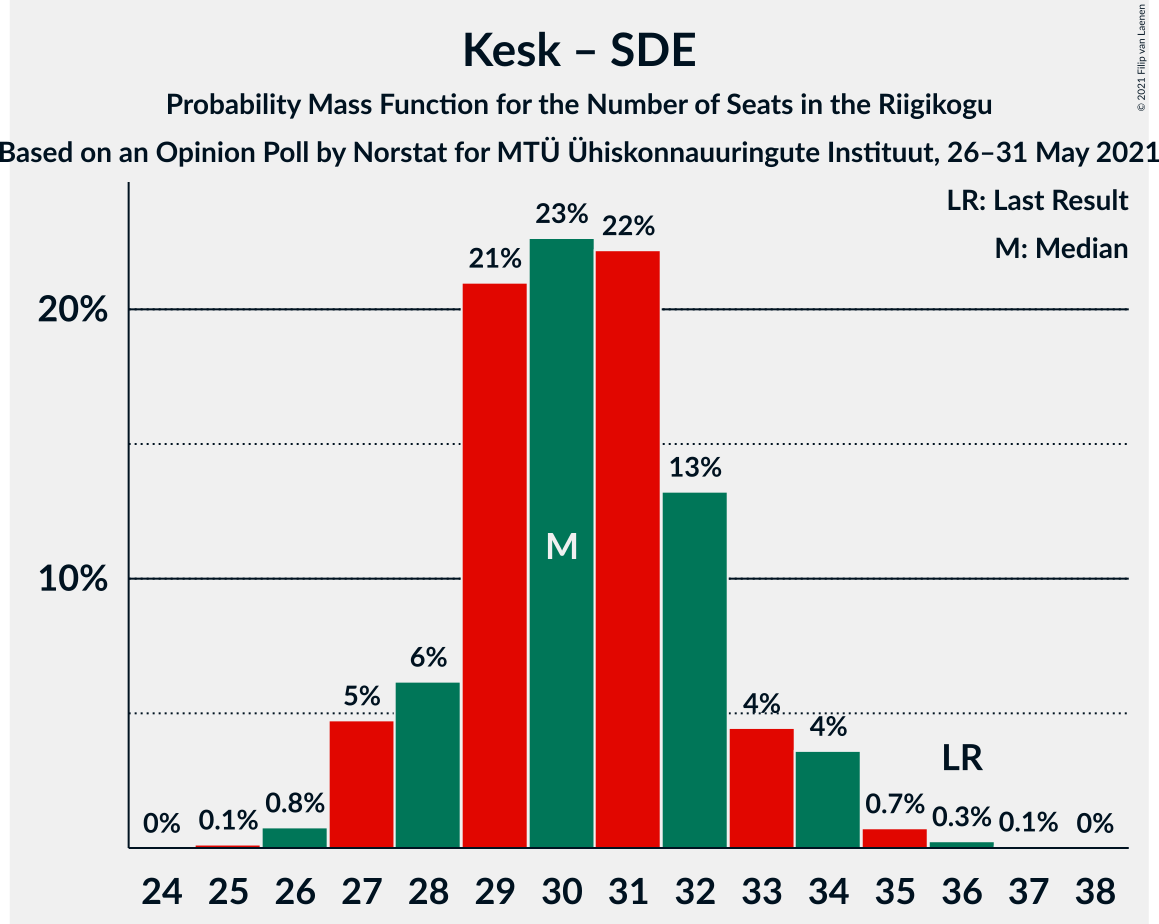 Kesk – SDE
Probability Mass Function for the Number of Seats in the Riigikogu
Based on an Opinion Poll by Norstat for MTÜ Ühiskonnauuringute Instituut, 26–31 May 2021
© 2021 Filip van Laenen
LR: Last Result
M: Median
23%
22%
21%
20%
13%
M
10%
6%
5%
4%
4%
LR
0%
0.1%
0.8%
0.7%
0.3%
0.1%
0%
24 25 26 27 28 29 30 31 32 33 34 35 36 37 38